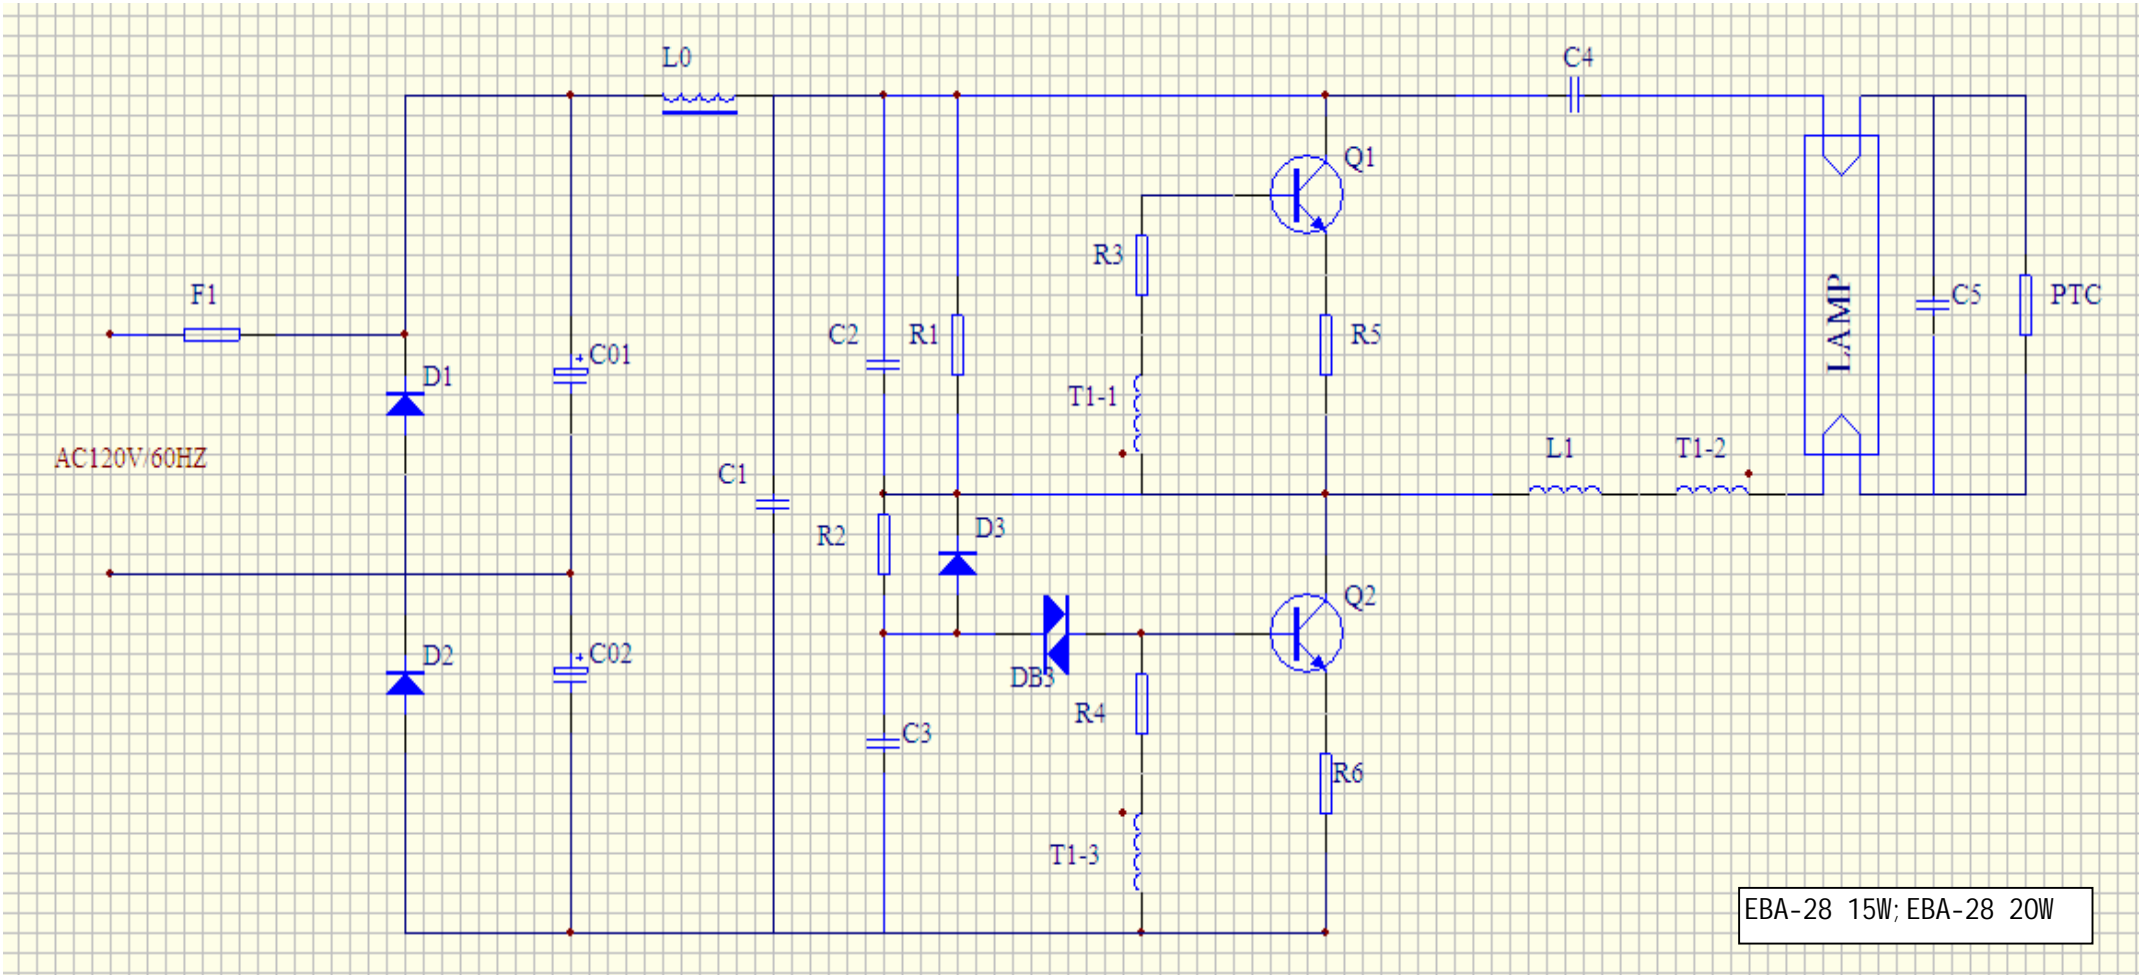 L0
C4
Q1
R3
F1
C2
R1
R5
C5
PTC
LAMP
C01
D1
T1-1
AC120V/60HZ
C1
L1
T1-2
R2
D3
Q2
D2
C02
DB3
R4
C3
R6
T1-3
EBA-28 15W; EBA-28 20W